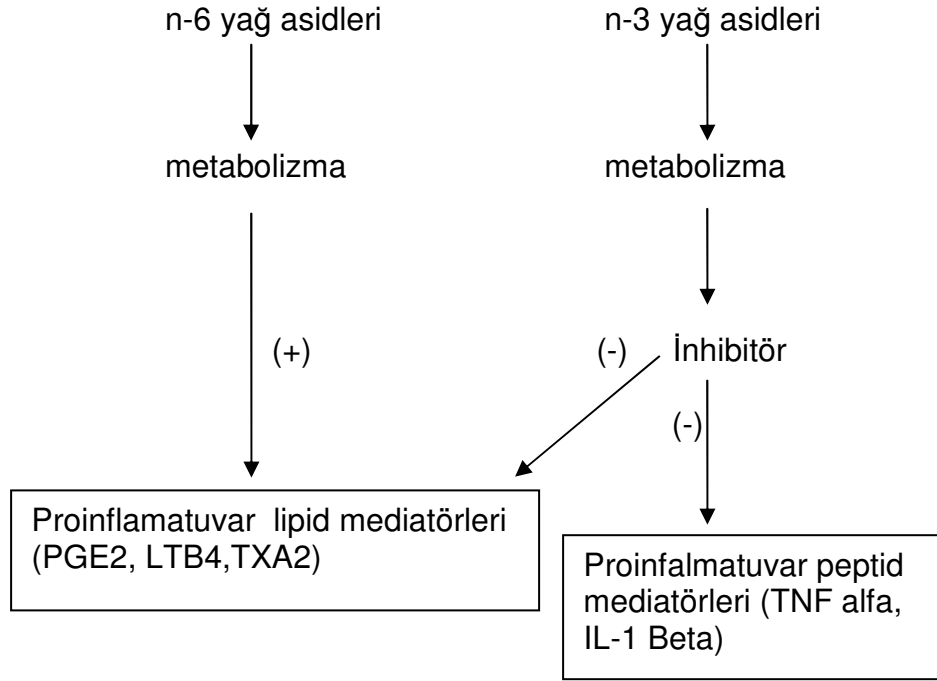 n-6 yağ asidleri
n-3 yağ asidleri
metabolizma
metabolizma
(+)
(-)
İnhibitör
(-)
Proinflamatuvar lipid mediatörleri
(PGE2, LTB4,TXA2)
Proinfalmatuvar peptid
mediatörleri (TNF alfa,
IL-1 Beta)